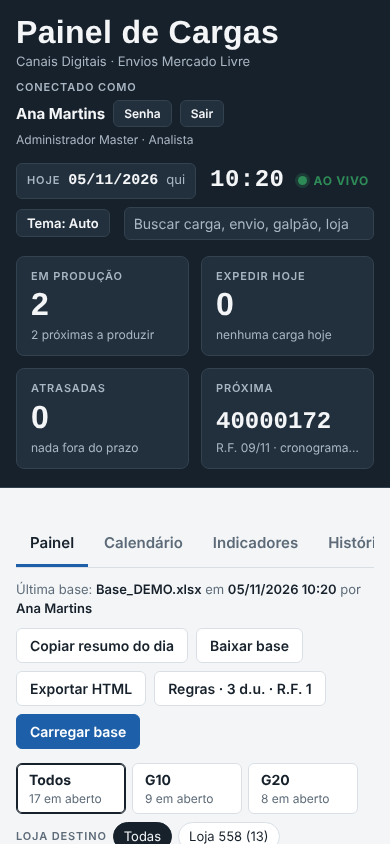 Painel de Cargas
Canais Digitais · Envios Mercado Livre
CONECTADO COMO
Ana Martins Senha Sair
Administrador Master · Analista
HOJE 05/11/2026 qui 10:20 AO VIVO
Tema: Auto Buscar carga, envio, galpão, loja
EM PRODUÇÃO
2
2 próximas a produzir
EXPEDIR HOJE
0
nenhuma carga hoje
ATRASADAS
0
nada fora do prazo
PRÓXIMA
40000172
R.F. 09/11 · cronograma...
Painel Calendário Indicadores Históri
Última base: Base_DEMO.xlsx em 05/11/2026 10:20 por
Ana Martins
Copiar resumo do dia Baixar base
Exportar HTML Regras · 3 d.u. · R.F. 1
Carregar base
Todos
17 em aberto
G10
9 em aberto
G20
8 em aberto
LOJA DESTINO Todas Loja 558 (13)